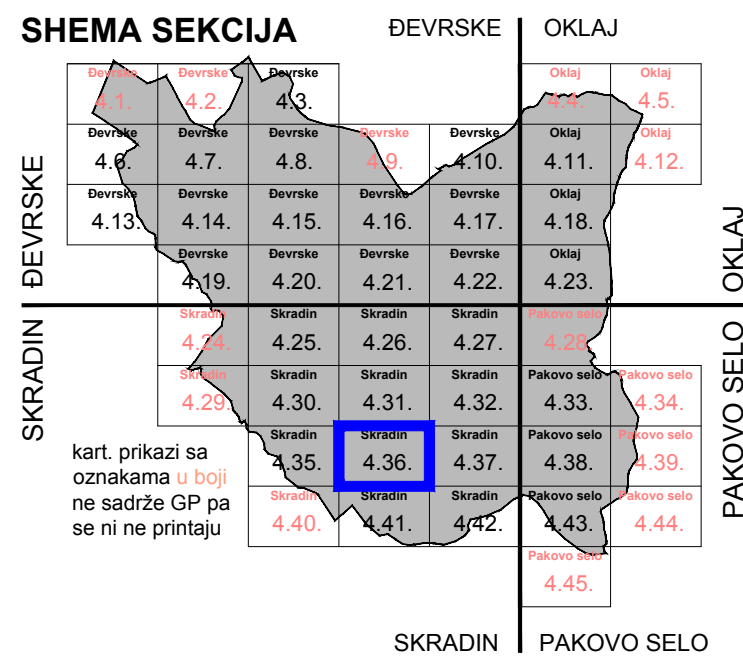 SHEMA SEKCIJA
ĐEVRSKE OKLAJ
Đevrske Đevrske Đevrske Oklaj Oklaj
4.1. 4.2. 4.3. 4.4. 4.5.
Đevrske Đevrske Đevrske Đevrske Đevrske Oklaj Oklaj
4.6. 4.7. 4.8. 4.9. 4.10. 4.11. 4.12.
Đevrske Đevrske Đevrske Đevrske Đevrske Oklaj
4.13. 4.14. 4.15. 4.16. 4.17. 4.18.
Đevrske Đevrske Đevrske Đevrske Oklaj
4.19. 4.20. 4.21. 4.22. 4.23.
ĐEVRSKE
OKLAJ
Skradin Skradin Skradin Skradin Pakovo selo
4.24. 4.25. 4.26. 4.27. 4.28.
Skradin Skradin Skradin Skradin Pakovo selo Pakovo selo
4.29. 4.30. 4.31. 4.32. 4.33. 4.34.
Skradin Skradin Skradin Pakovo selo Pakovo selo
4.35. 4.36. 4.37. 4.38. 4.39.
Skradin Skradin Skradin Pakovo selo Pakovo selo
4.40. 4.41. 4.42. 4.43. 4.44.
Pakovo selo
4.45.
SKRADIN
PAKOVO SELO
kart. prikazi sa
oznakama u boji
ne sadrže GP pa
se ni ne printaju
SKRADIN PAKOVO SELO